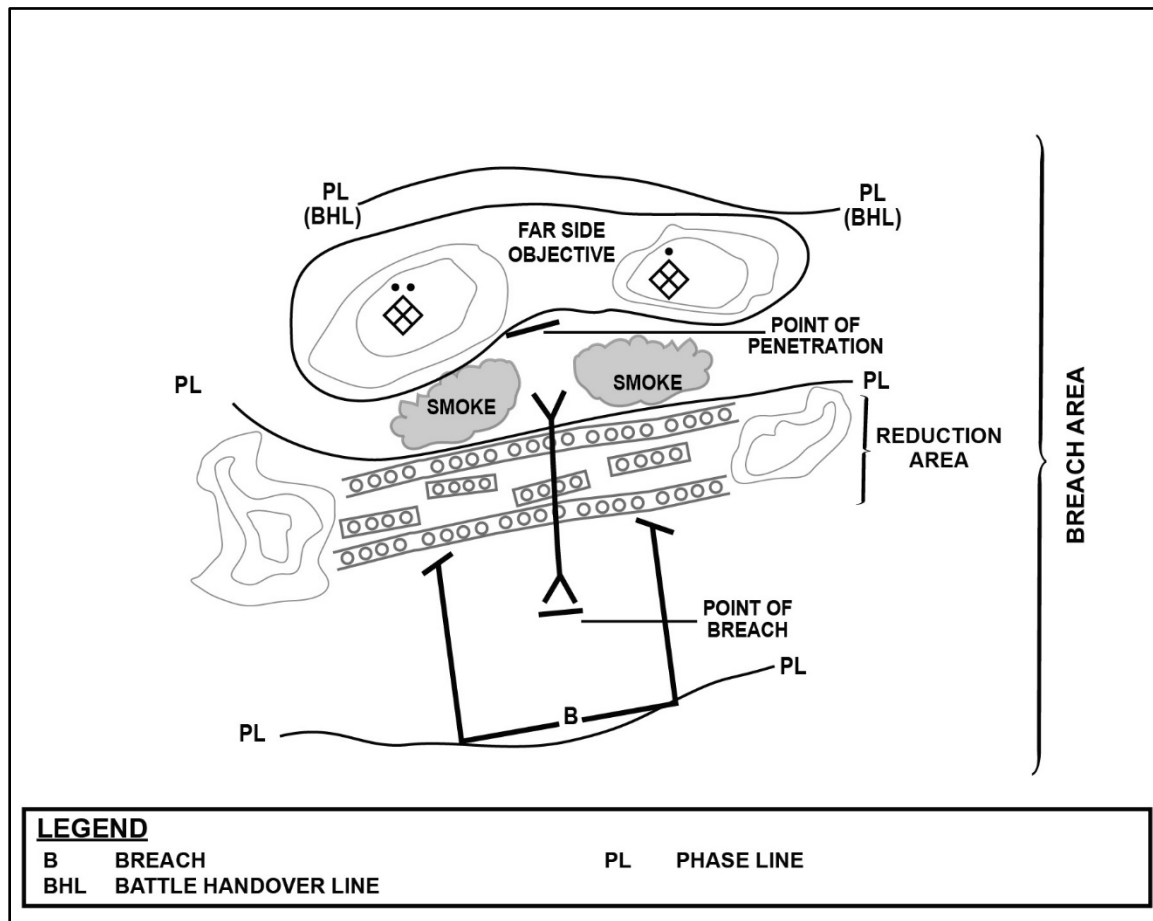 PL
(BHL)
PL
(BHL)
FAR SIDE
OBJECTIVE
POINT OF
PENETRATION
PL
SMOKE
SMOKE
PL
REDUCTION
AREA
BREACH AREA
POINT OF
BREACH
PL
B
PL
LEGEND
B BREACH
PL PHASE LINE
BHL BATTLE HANDOVER LINE